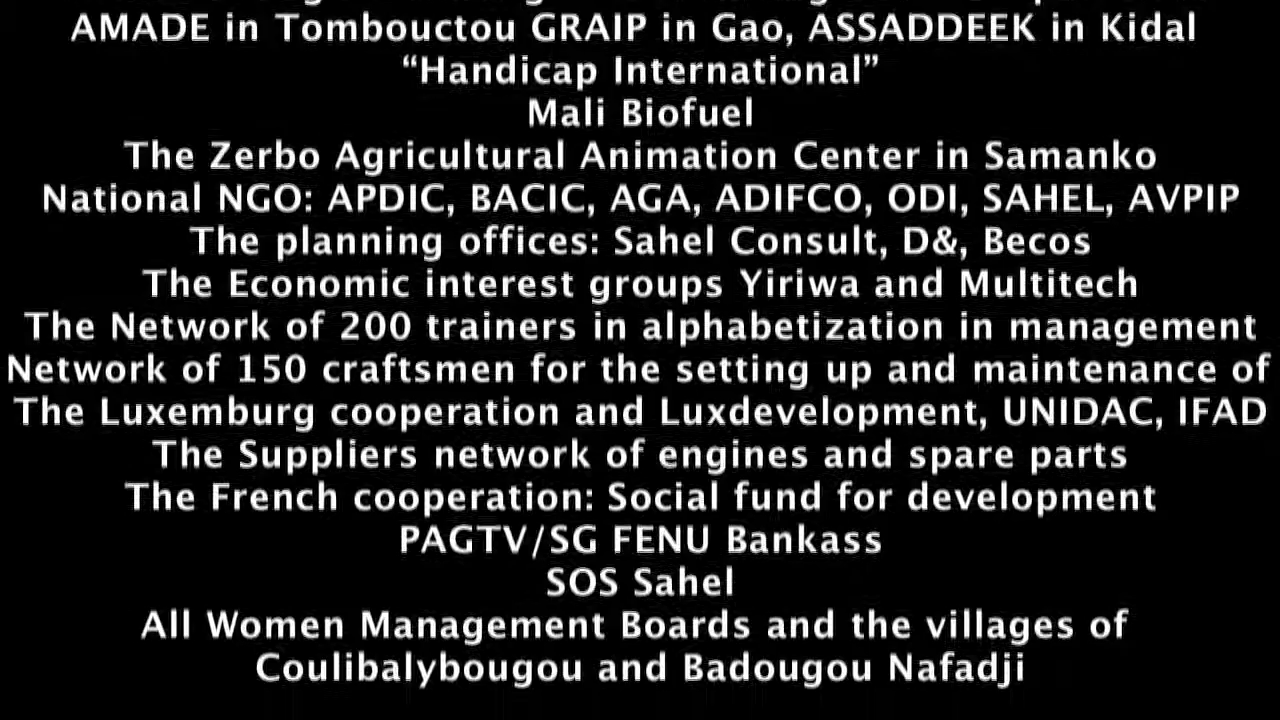 AMADE in Tombouctou GRAIP in Gao, ASSADDEEK in Kidal
“Handicap International”
Mali Biofuel
The Zerbo Agricultural Animation Center in Samanko
National NGO: APDIC, BACIC, AGA, ADIFCO, ODI, SAHEL, AVPIP
The planning offices: Sahel Consult, D&, Becos
The Economic interest groups Yiriwa and Multitech
The Network of 200 trainers in alphabetization in management
Network of 150 craftsmen for the setting up and maintenance of
The Luxemburg cooperation and Luxdevelopment, UNIDAC, IFAD
The Suppliers network of engines and spare parts
The French cooperation: Social fund for development
PAGTV/SG FENU Bankass
SOS Sahel
All Women Management Boards and the villages of
Coulibalybougou and Badougou Nafadji